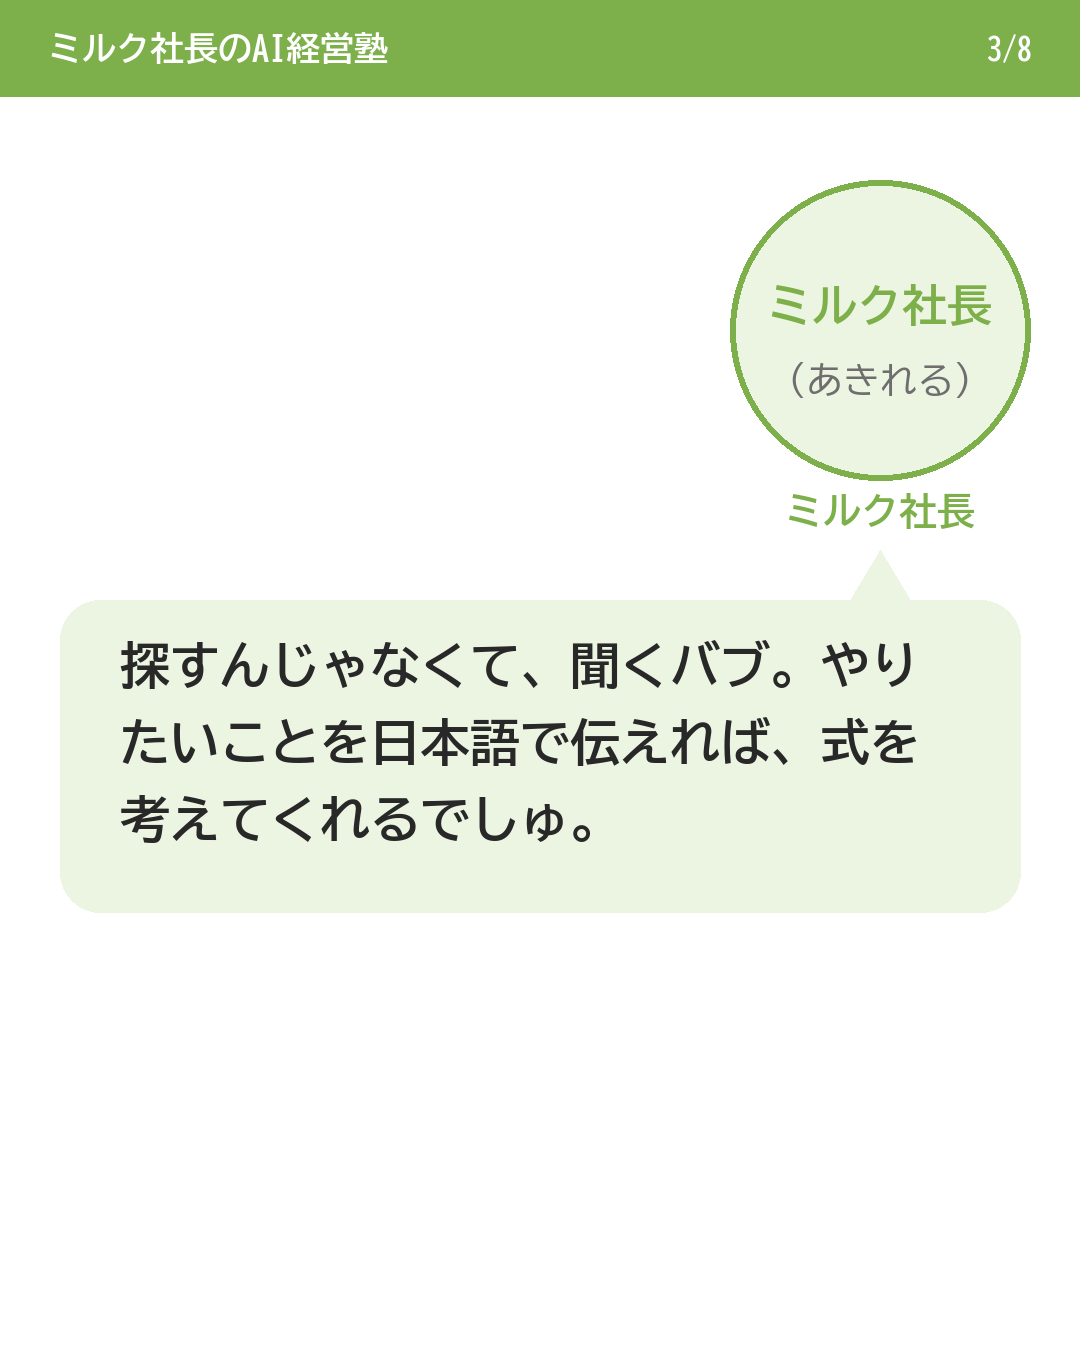 ミルク社長のAI経営塾
3/8
ミルク社長
（あきれる）
ミルク社長
探すんじゃなくて、聞くバブ。やり
たいことを日本語で伝えれば、式を
考えてくれるでしゅ。